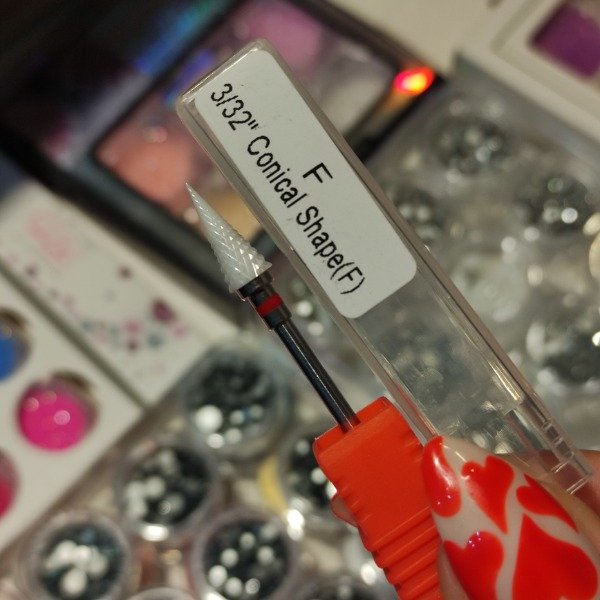 F
3/32" Conical Shape(F)